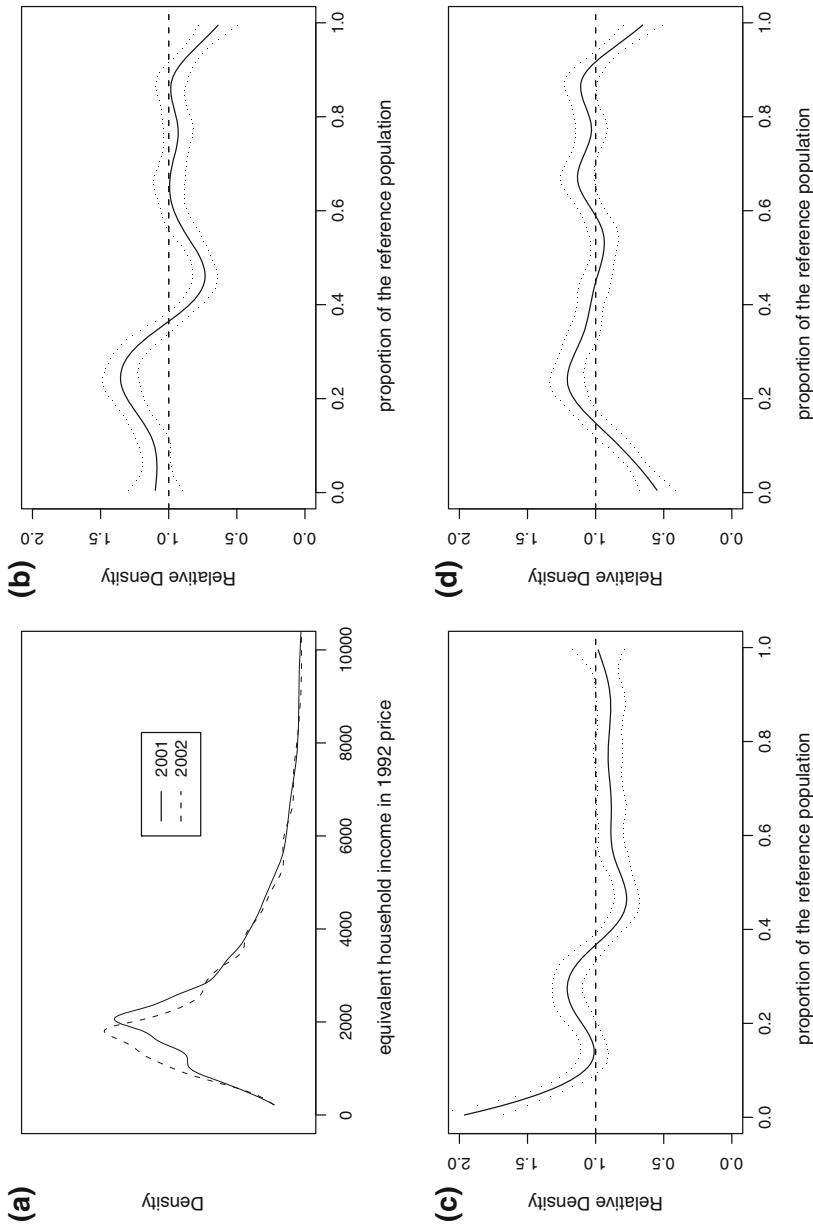 (a)
Density
2001
2002
0 2000 4000 6000 8000 10000
equivalent household income in 1992 price
(b)
Relative Density
0.0 0.5 1.0 1.5 2.0
0.0 0.2 0.4 0.6 0.8 1.0
proportion of the reference population
(c)
Relative Density
0.0 0.5 1.0 1.5 2.0
0.0 0.2 0.4 0.6 0.8 1.0
proportion of the reference population
(d)
Relative Density
0.0 0.5 1.0 1.5 2.0
0.0 0.2 0.4 0.6 0.8 1.0
proportion of the reference population